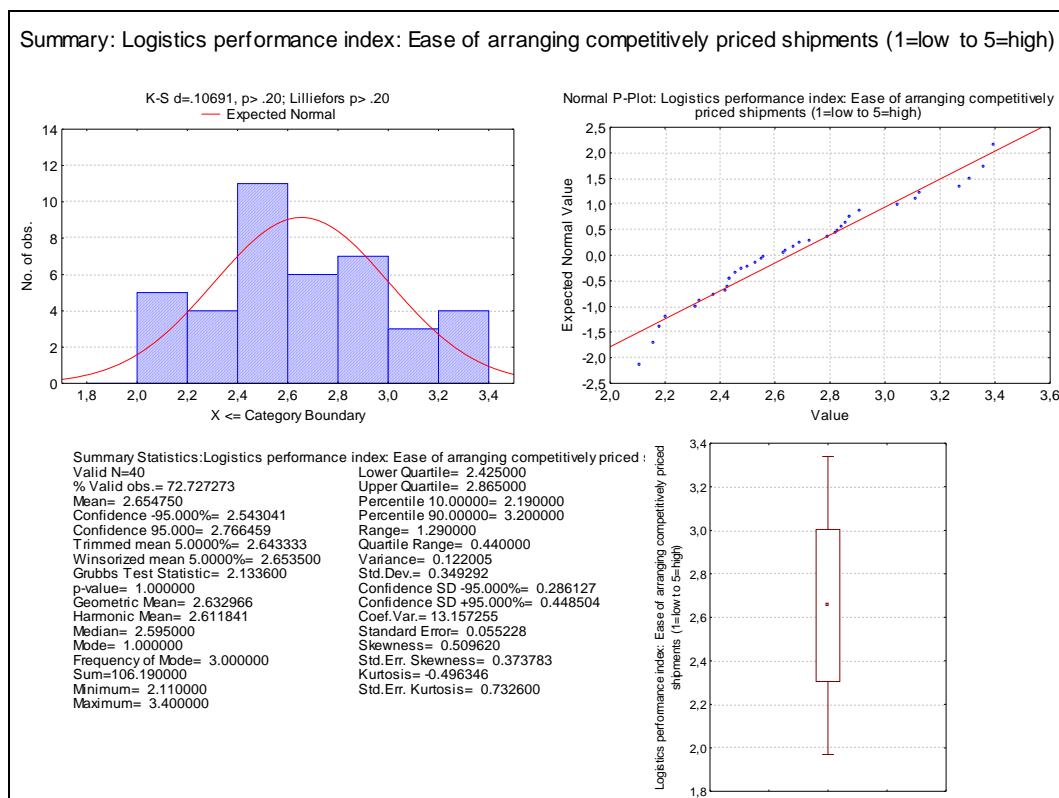 Summary: Logistics performance index: Ease of arranging competitively priced shipments (1=low to 5=high)
K-S d=.10691, p> .20; Lilliefors p> .20
Expected Normal
14
12
10
8
6
4
2
0
No. of obs.
1,8 2,0 2,2 2,4 2,6 2,8 3,0 3,2 3,4
X <= Category Boundary
Normal P-Plot: Logistics performance index: Ease of arranging competitively
priced shipments (1=low to 5=high)
2,5
2,0
1,5
1,0
0,5
0,0
-0,5
-1,0
-1,5
-2,0
-2,5
Expected Normal Value
2,0 2,2 2,4 2,6 2,8 3,0 3,2 3,4 3,6
Value
Summary Statistics:Logistics performance index: Ease of arranging competitively priced
Valid N=40
% Valid obs.= 72.727273
Mean= 2.654750
Confidence -95.000%= 2.543041
Confidence 95.000= 2.766459
Trimmed mean 5.0000%= 2.643333
Winsorized mean 5.0000%= 2.653500
Grubbs Test Statistic= 2.133600
p-value= 1.000000
Geometric Mean= 2.632966
Harmonic Mean= 2.611841
Median= 2.595000
Mode= 1.000000
Frequency of Mode= 3.000000
Sum=106.190000
Minimum= 2.110000
Maximum= 3.400000
Lower Quartile= 2.425000
Upper Quartile= 2.865000
Percentile 10.00000= 2.190000
Percentile 90.00000= 3.200000
Range= 1.290000
Quartile Range= 0.440000
Variance= 0.122005
Std.Dev.= 0.349292
Confidence SD -95.000%= 0.286127
Confidence SD +95.000%= 0.448504
Coef.Var.= 13.157255
Standard Error= 0.055228
Skewness= 0.509620
Std.Err. Skewness= 0.373783
Kurtosis= -0.496346
Std.Err. Kurtosis= 0.732600
Logistics performance index: Ease of arranging competitively priced
shipments (1=low to 5=high)
3,4
3,2
3,0
2,8
2,6
2,4
2,2
2,0
1,8